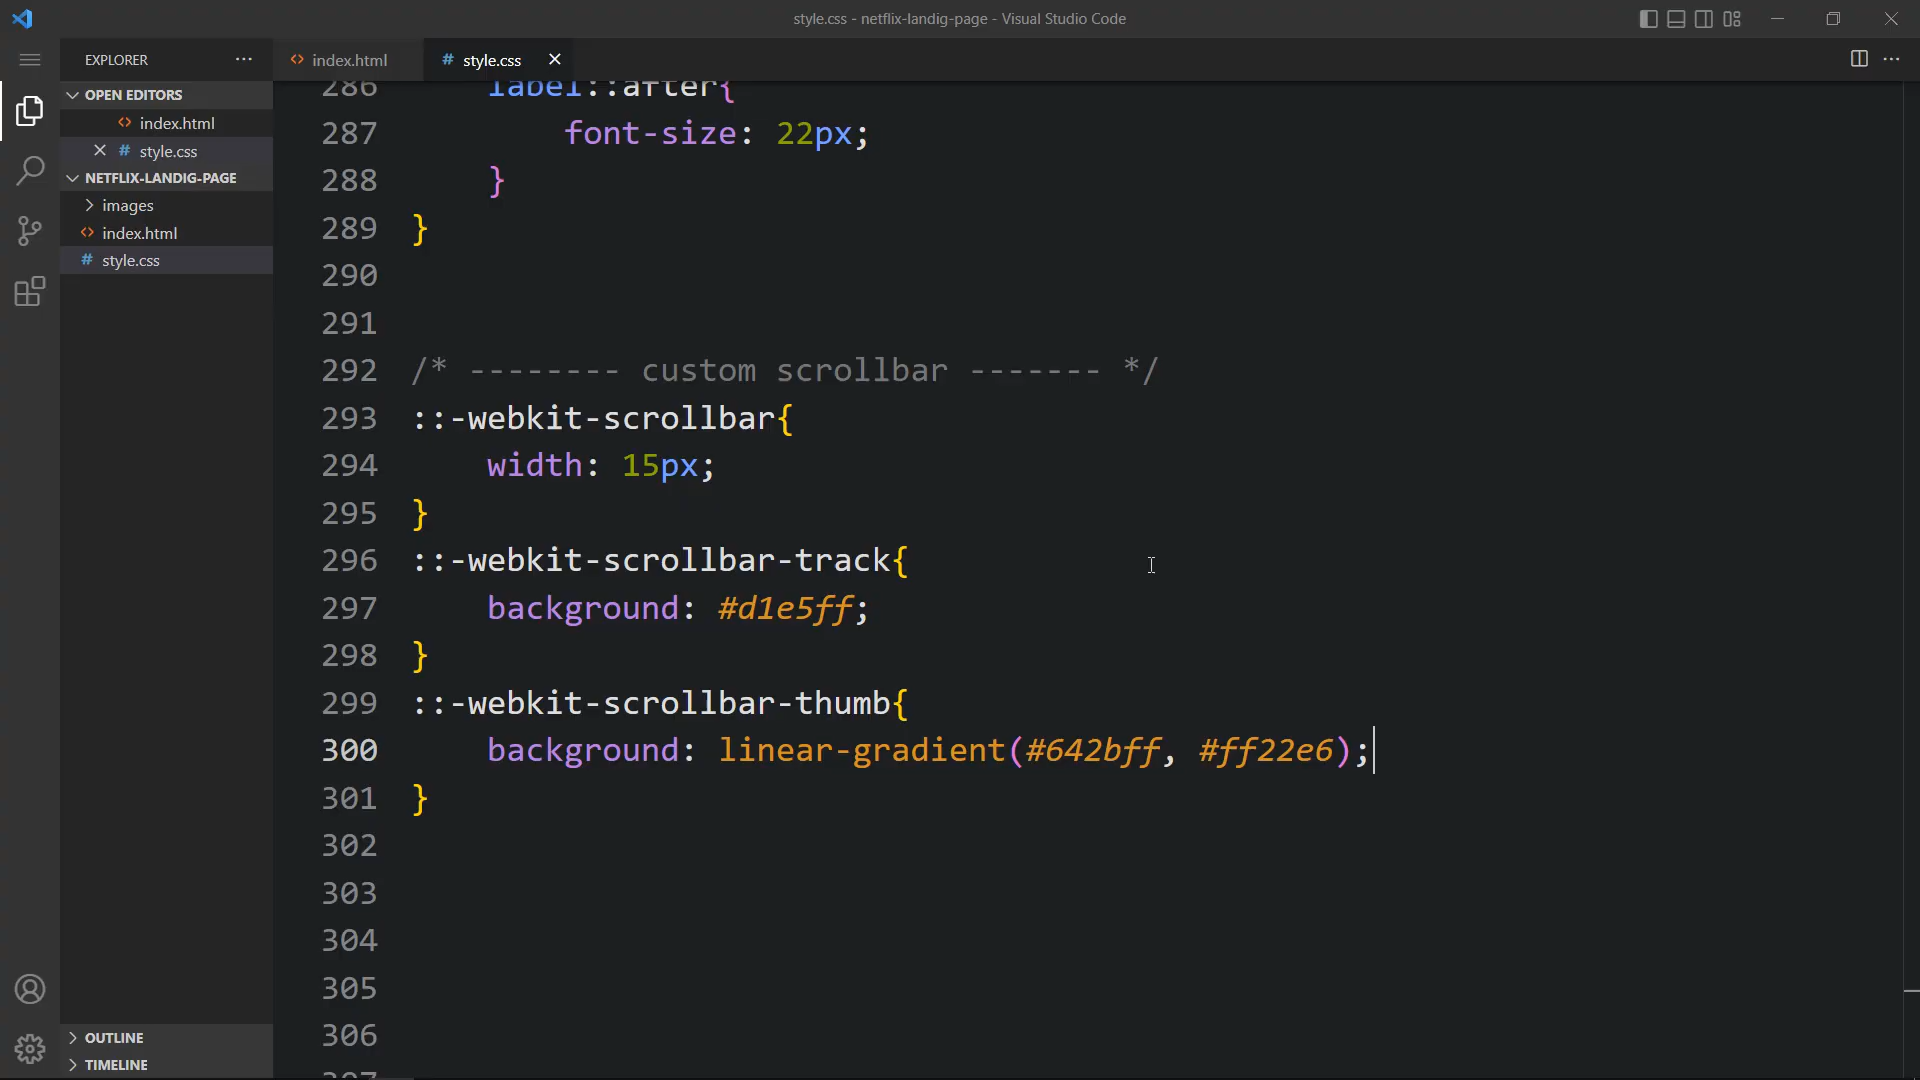 style.css - netflix-landig-page - Visual Studio Code
EXPLORER
index.html
# style.css
OPEN EDITORS
index.html
# style.css
NETFLIX-LANDIG-PAGE
images
index.html
# style.css
OUTLINE
TIMELINE
286 label::after{
287 font-size: 22px;
288 }
289 }
290
291
292 /* -------- custom scrollbar ------- */
293 ::-webkit-scrollbar{
294 width: 15px;
295 }
296 ::-webkit-scrollbar-track{
297 background: #d1e5ff;
298 }
299 ::-webkit-scrollbar-thumb{
300 background: linear-gradient(#642bff, #ff22e6);
301 }
302
303
304
305
306
307